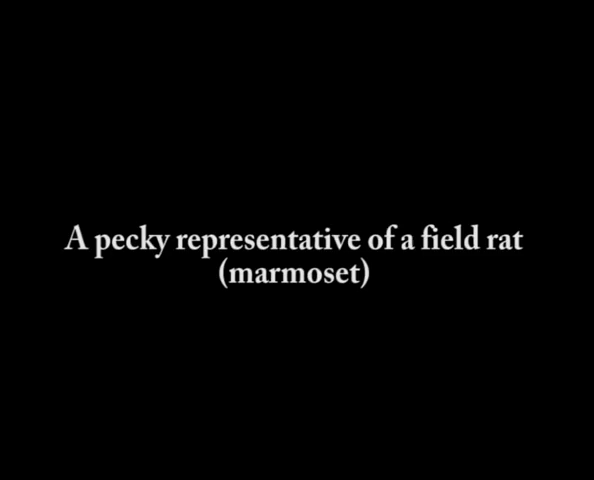 A pecky representative of a field rat
(marmoset)